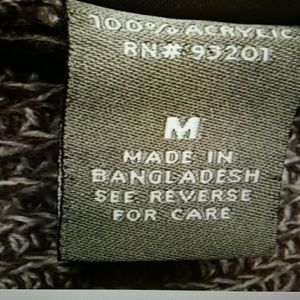 100% ACRYLIC
RN# 93201
M
MADE IN
BANGLADESH
SEE REVERSE
FOR CARE